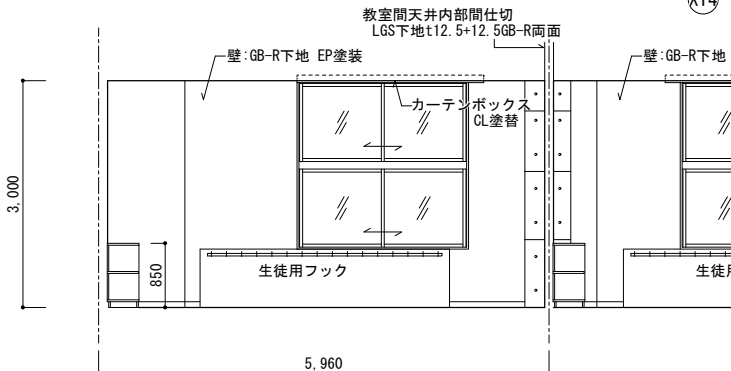 X14
教室間天井内部間仕切
LGS下地t12.5+12.5GB-R両面
壁:GB-R下地 EP塗装
壁:GB-R下地
カーテンボックス
CL塗替
3,000
850
生徒用フック
生徒用
5,960